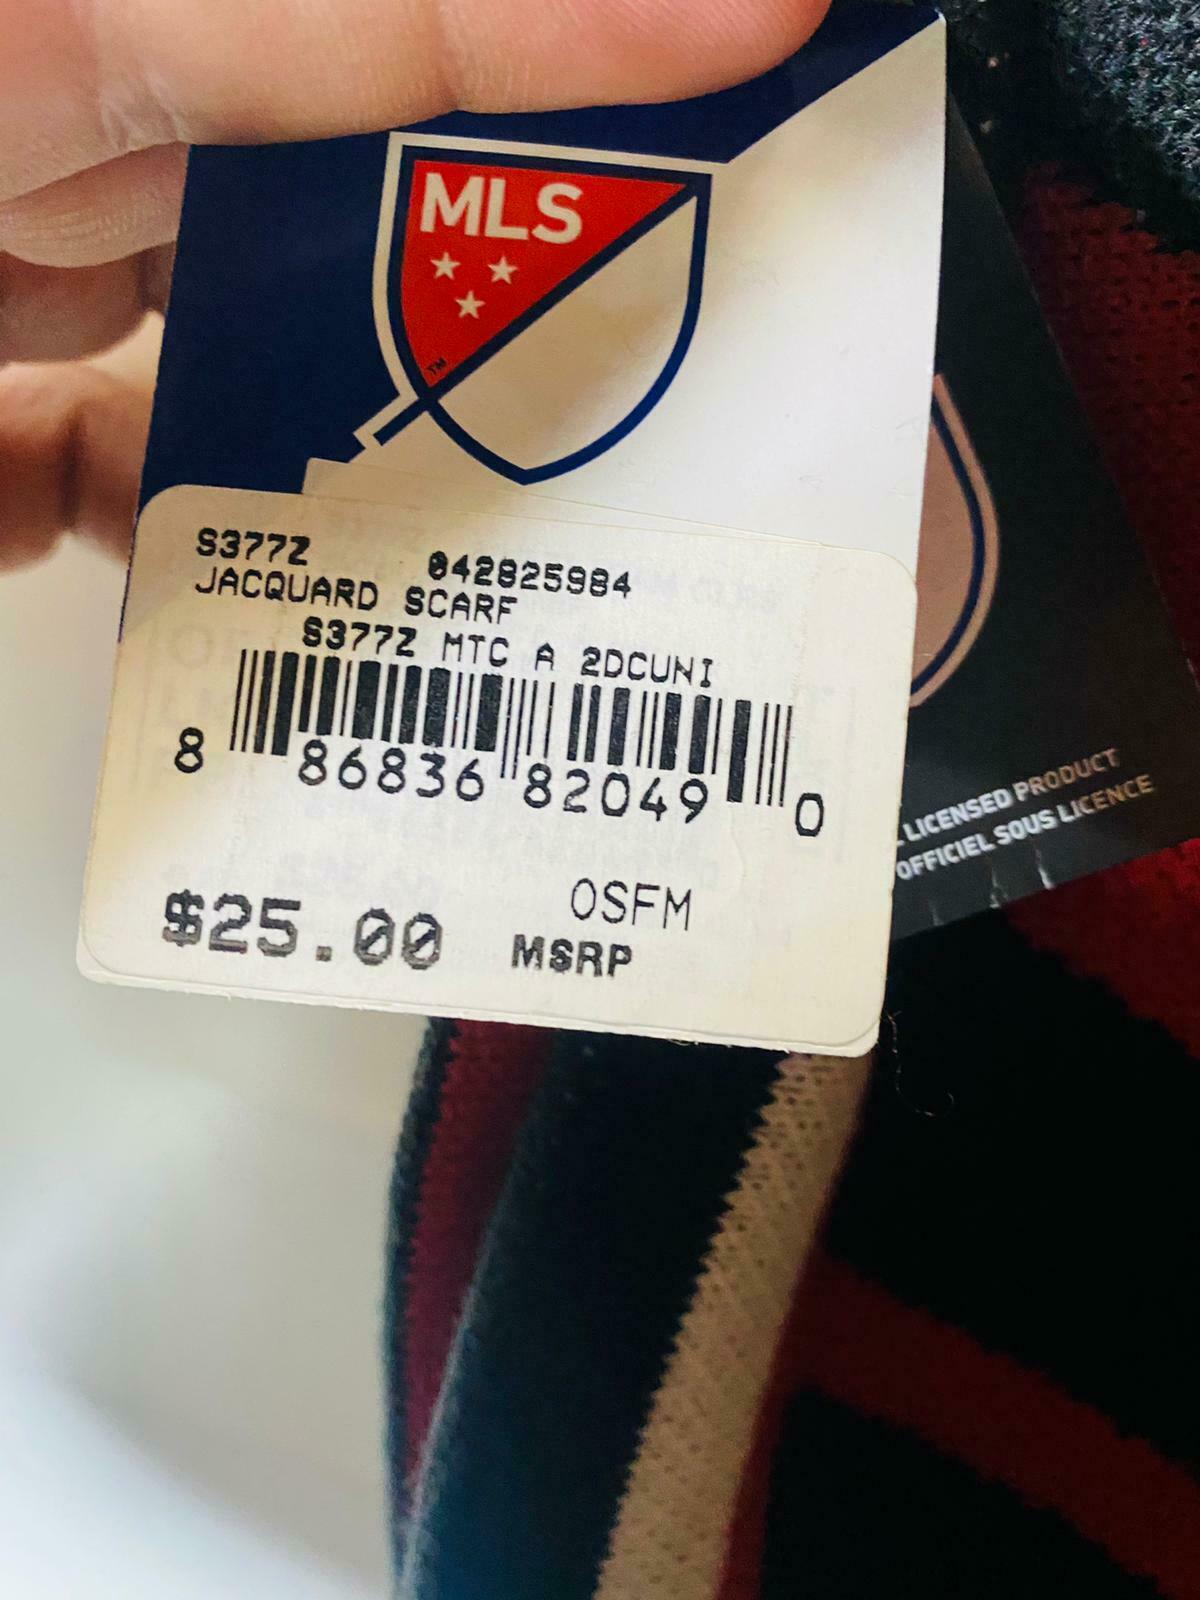 MLS
TM
S377Z 042825984
JACQUARD SCARF
S377Z MTC A 2DCUNI
8 86836 82049 0
OSFM
$25.00 MSRP
LICENSED PRODUCT
OFFICIEL SOUS LICENCE